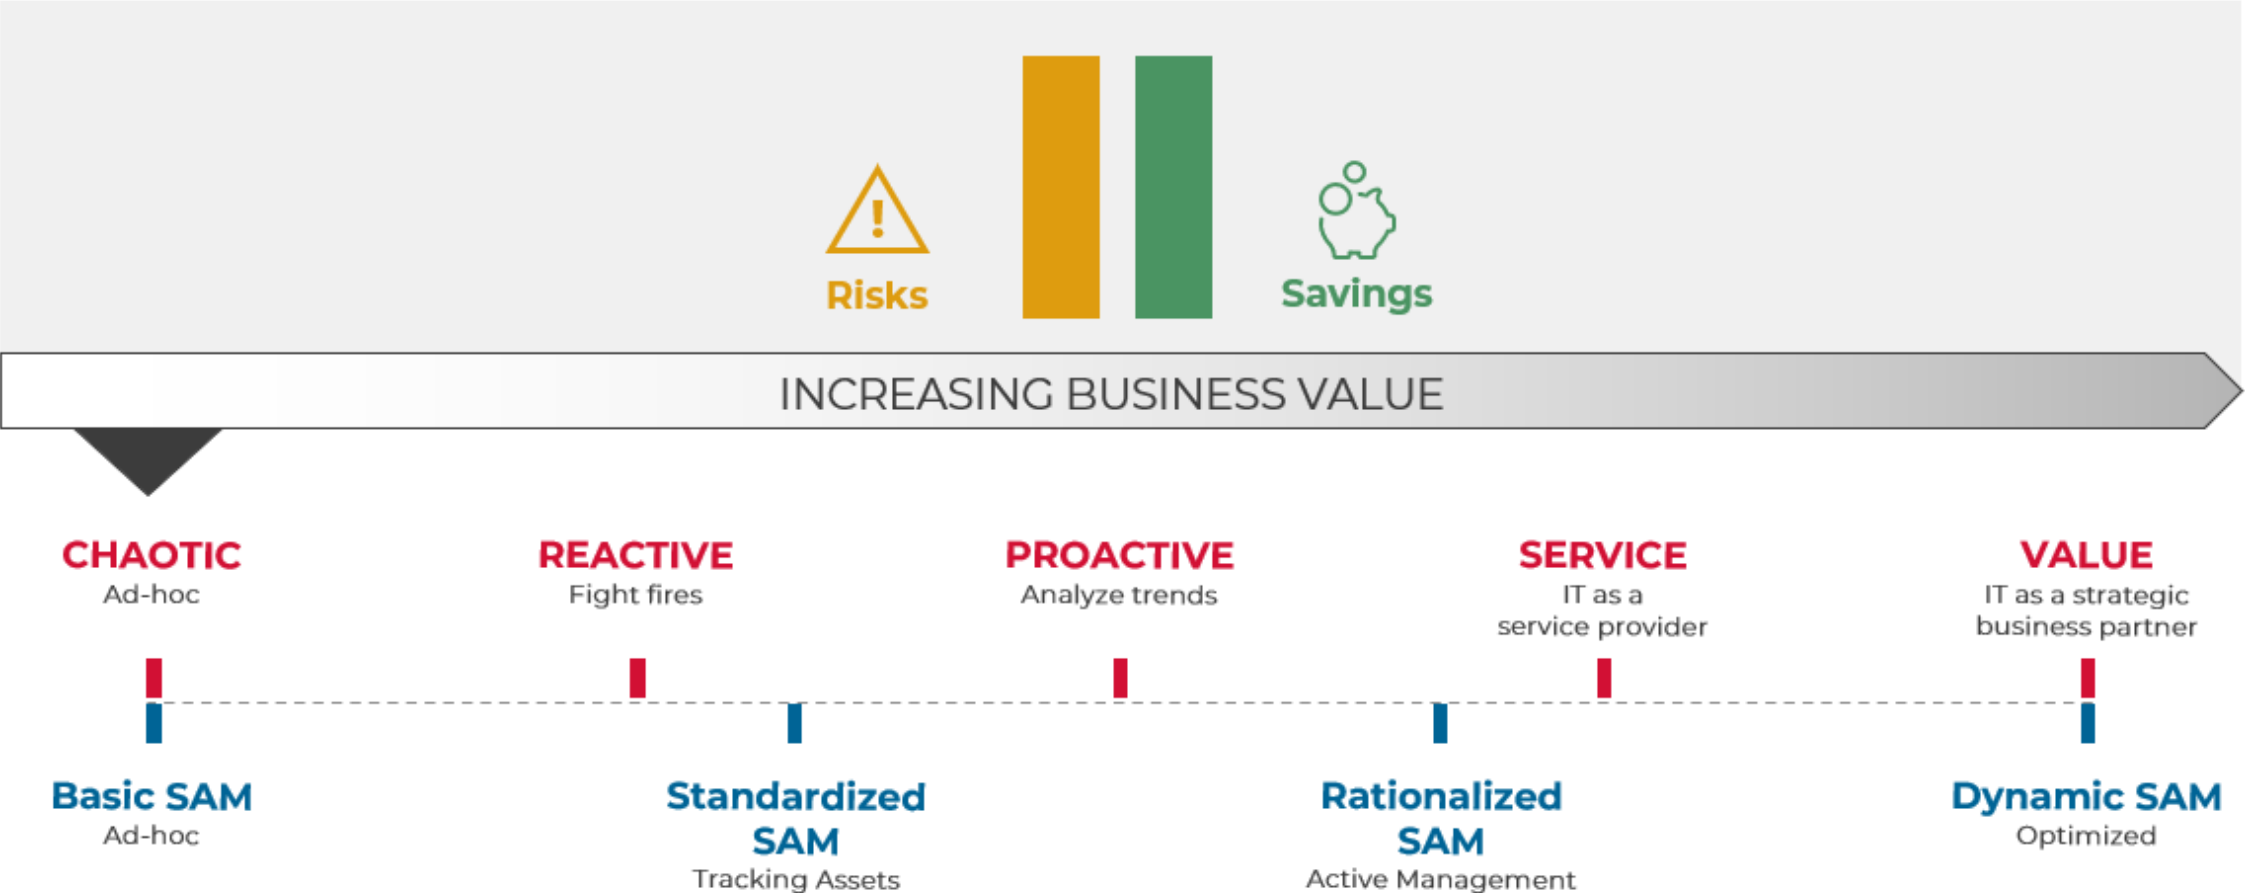 Risks
Savings
INCREASING BUSINESS VALUE
CHAOTIC
Ad-hoc
REACTIVE
Fight fires
PROACTIVE
Analyze trends
SERVICE
IT as a
service provider
VALUE
IT as a strategic
business partner
Basic SAM
Ad-hoc
Standardized
SAM
Tracking Assets
Rationalized
SAM
Active Management
Dynamic SAM
Optimized